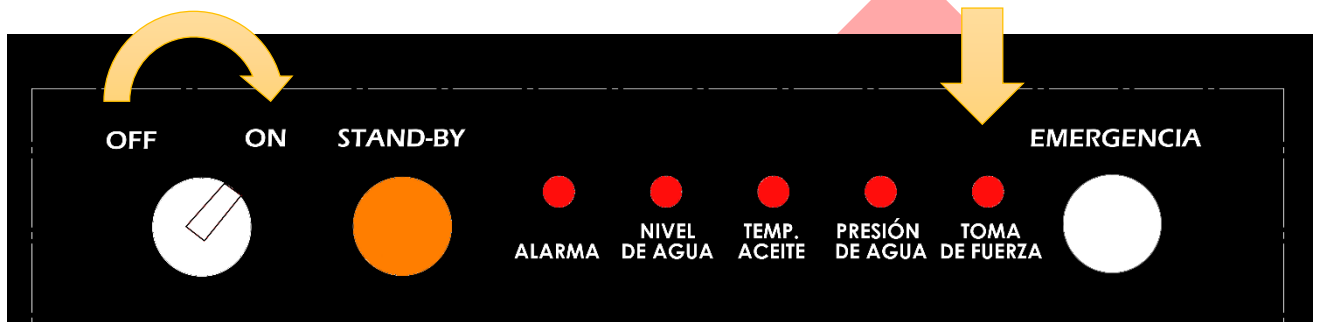 OFF
ON
STAND-BY
EMERGENCIA
ALARMA
NIVEL
DE AGUA
TEMP.
ACEITE
PRESIÓN
DE AGUA
TOMA
DE FUERZA